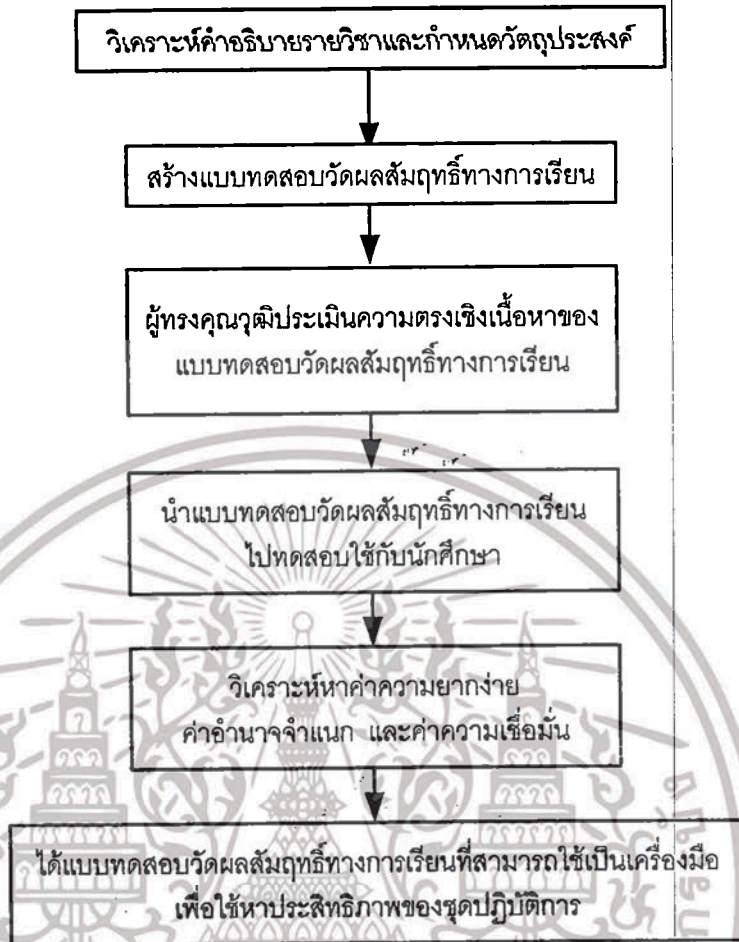 วิเคราะห์คำอธิบายรายวิชาและกำหนดวัตถุประสงค์
สร้างแบบทดสอบวัดผลสัมฤทธิ์ทางการเรียน
ผู้ทรงคุณวุฒิประเมินความตรงเชิงเนื้อหาของ
แบบทดสอบวัดผลสัมฤทธิ์ทางการเรียน
นำแบบทดสอบวัดผลสัมฤทธิ์ทางการเรียน
ไปทดสอบใช้กับนักศึกษา
วิเคราะห์หาค่าความยากง่าย
ค่าอำนาจจำแนก และค่าความเชื่อมั่น
ได้แบบทดสอบวัดผลสัมฤทธิ์ทางการเรียนที่สามารถใช้เป็นเครื่องมือ
เพื่อใช้หาประสิทธิภาพของชุดปฏิบัติการ